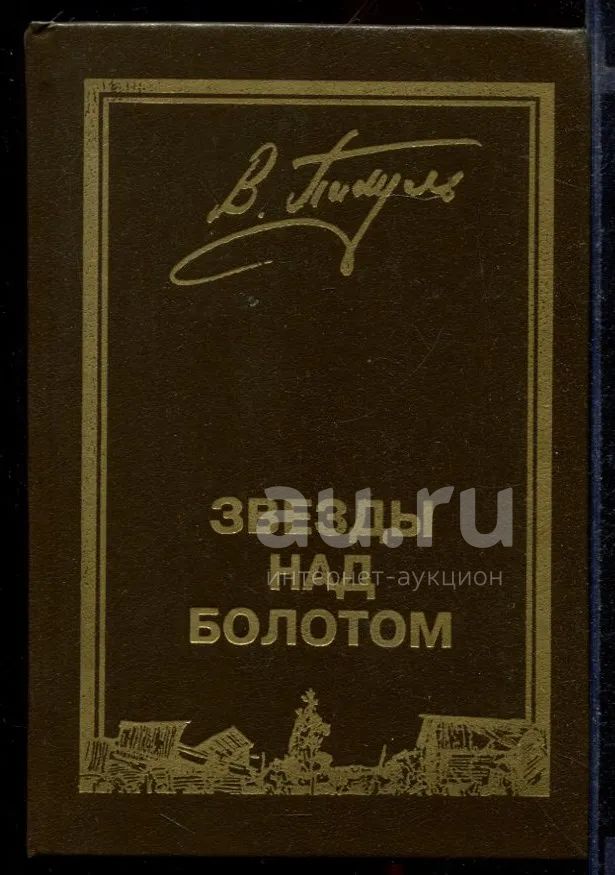 В. Пикуль
ЗВЕЗДЫ
au.ru
НАД
интернет-аукцион
БОЛОТОМ